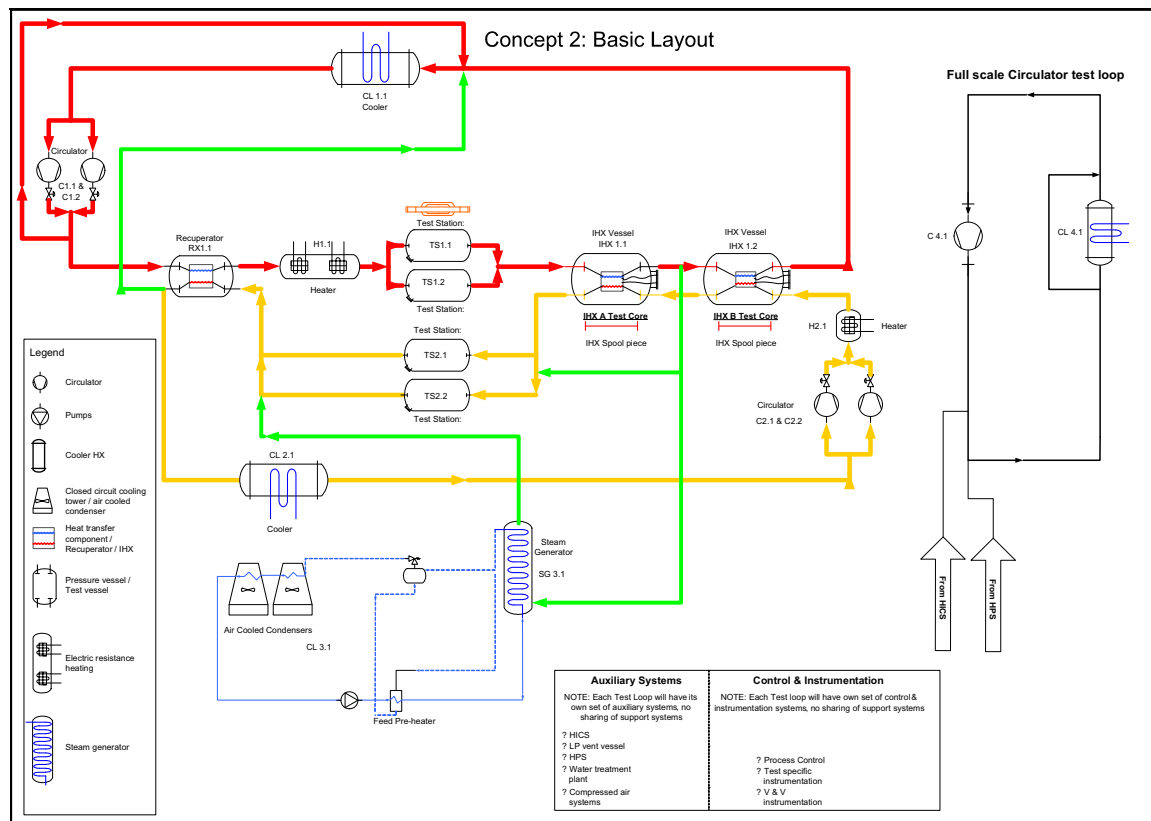 Concept 2: Basic Layout
Full scale Circulator test loop
CL 1.1
Cooler
Circulator
C1.1 &
C1.2
Recuperator
RX1.1
H1.1
Heater
Test Station:
TS1.1
TS1.2
Test Station:
IHX Vessel
IHX 1.1
IHX Vessel
IHX 1.2
IHX A Test Core
IHX Spool piece
IHX B Test Core
IHX Spool piece
H2.1
Heater
Test Station:
TS2.1
TS2.2
Test Station:
Circulator
C2.1 & C2.2
CL 2.1
Cooler
Steam
Generator
SG 3.1
Air Cooled Condensers
CL 3.1
Feed Pre-heater
C 4.1
CL 4.1
From HICS
From HPS
Legend
Circulator
Pumps
Cooler HX
Closed circuit cooling
tower / air cooled
condenser
Heat transfer
component /
Recuperator / IHX
Pressure vessel /
Test vessel
Electric resistance
heating
Steam generator
Auxiliary Systems
NOTE: Each Test Loop will have its
own set of auxiliary systems, no
sharing of support systems
? HICS
? LP vent vessel
? HPS
? Water treatment
plant
? Compressed air
systems
Control & Instrumentation
NOTE: Each Test loop will have own set of control &
instrumentation systems, no sharing of support systems
? Process Control
? Test specific
instrumentation
? V & V
instrumentation